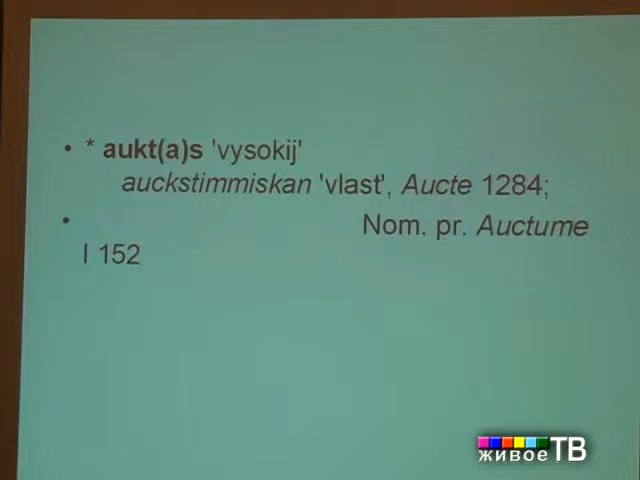 • * aukt(a)s 'vysokij'
auckstimmiskan 'vlast', Aucte 1284;
• Nom. pr. Auctume
I 152
живоеТВ